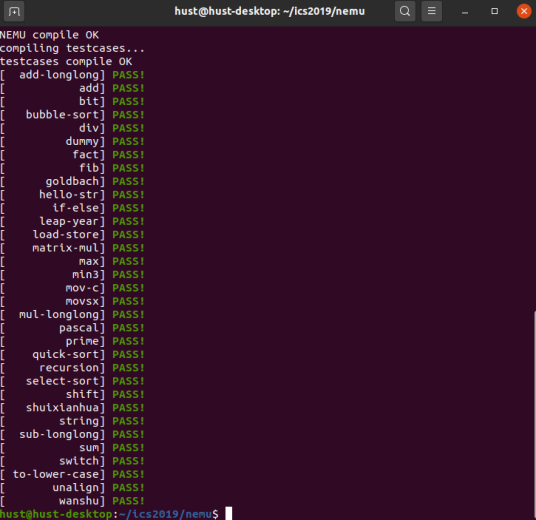 hust@hust-desktop: ~/ics2019/nemu
NEMU compile OK
compiling testcases...
testcases compile OK
[  add-longlong] PASS!
[           add] PASS!
[           bit] PASS!
[   bubble-sort] PASS!
[           div] PASS!
[         dummy] PASS!
[          fact] PASS!
[           fib] PASS!
[      goldbach] PASS!
[     hello-str] PASS!
[       if-else] PASS!
[     leap-year] PASS!
[    load-store] PASS!
[    matrix-mul] PASS!
[           max] PASS!
[          min3] PASS!
[         mov-c] PASS!
[         movsx] PASS!
[  mul-longlong] PASS!
[        pascal] PASS!
[         prime] PASS!
[    quick-sort] PASS!
[     recursion] PASS!
[   select-sort] PASS!
[         shift] PASS!
[   shuixianhua] PASS!
[        string] PASS!
[  sub-longlong] PASS!
[           sum] PASS!
[        switch] PASS!
[ to-lower-case] PASS!
[       unalign] PASS!
[        wanshu] PASS!
hust@hust-desktop:~/ics2019/nemu$